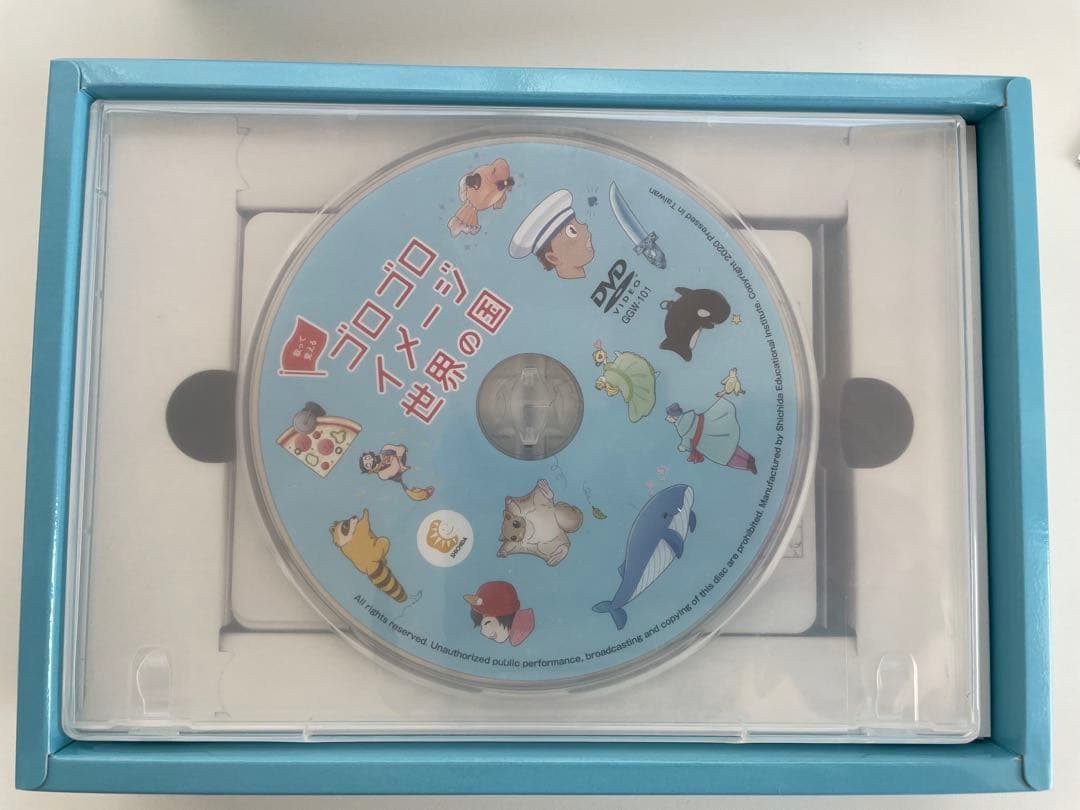 歌って
覚える
ゴロゴロ
イメージ
世界の国
DVD
VIDEO
GGW-101
SHICHIDA
All rights reserved. Unauthorized public performance, broadcasting and copying of this disc are prohibited. Manufactured by Shichida Educational Institute. Copyright 2020 Pressed in Taiwan